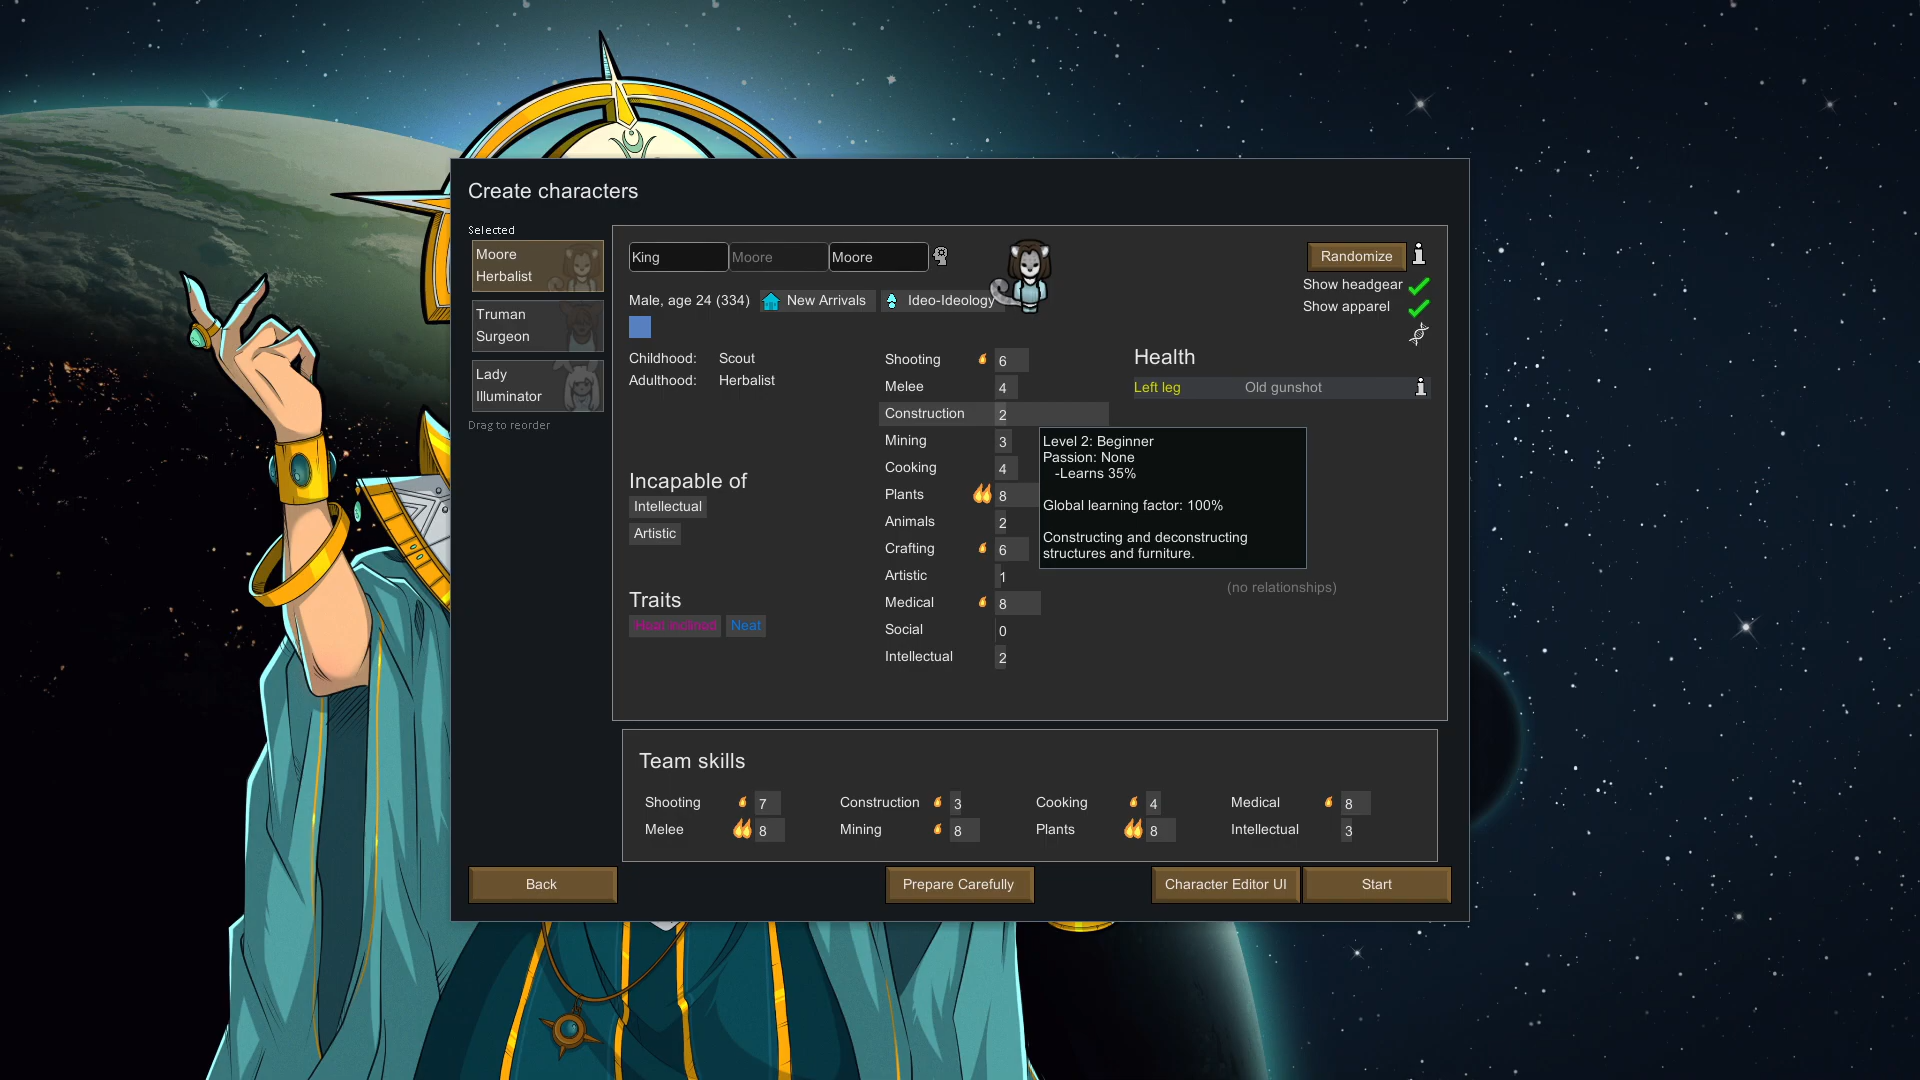 Create characters
Selected
Moore
Herbalist
Truman
Surgeon
Lady
Illuminator
Drag to reorder
King Moore Moore
Randomize
Show headgear
Show apparel
Male, age 24 (334) New Arrivals Ideo-Ideology
Childhood: Scout
Adulthood: Herbalist
Incapable of
Intellectual
Artistic
Traits
Heat inclined Neat
Shooting 6
Melee 4
Construction 2
Mining 3
Cooking 4
Plants 8
Animals 2
Crafting 6
Artistic 1
Medical 8
Social 0
Intellectual 2
Health
Left leg Old gunshot
Level 2: Beginner
Passion: None
-Learns 35%
Global learning factor: 100%
Constructing and deconstructing
structures and furniture.
(no relationships)
Team skills
Shooting 7 Construction 3 Cooking 4 Medical 8
Melee 8 Mining 8 Plants 8 Intellectual 3
Back Prepare Carefully Character Editor UI Start